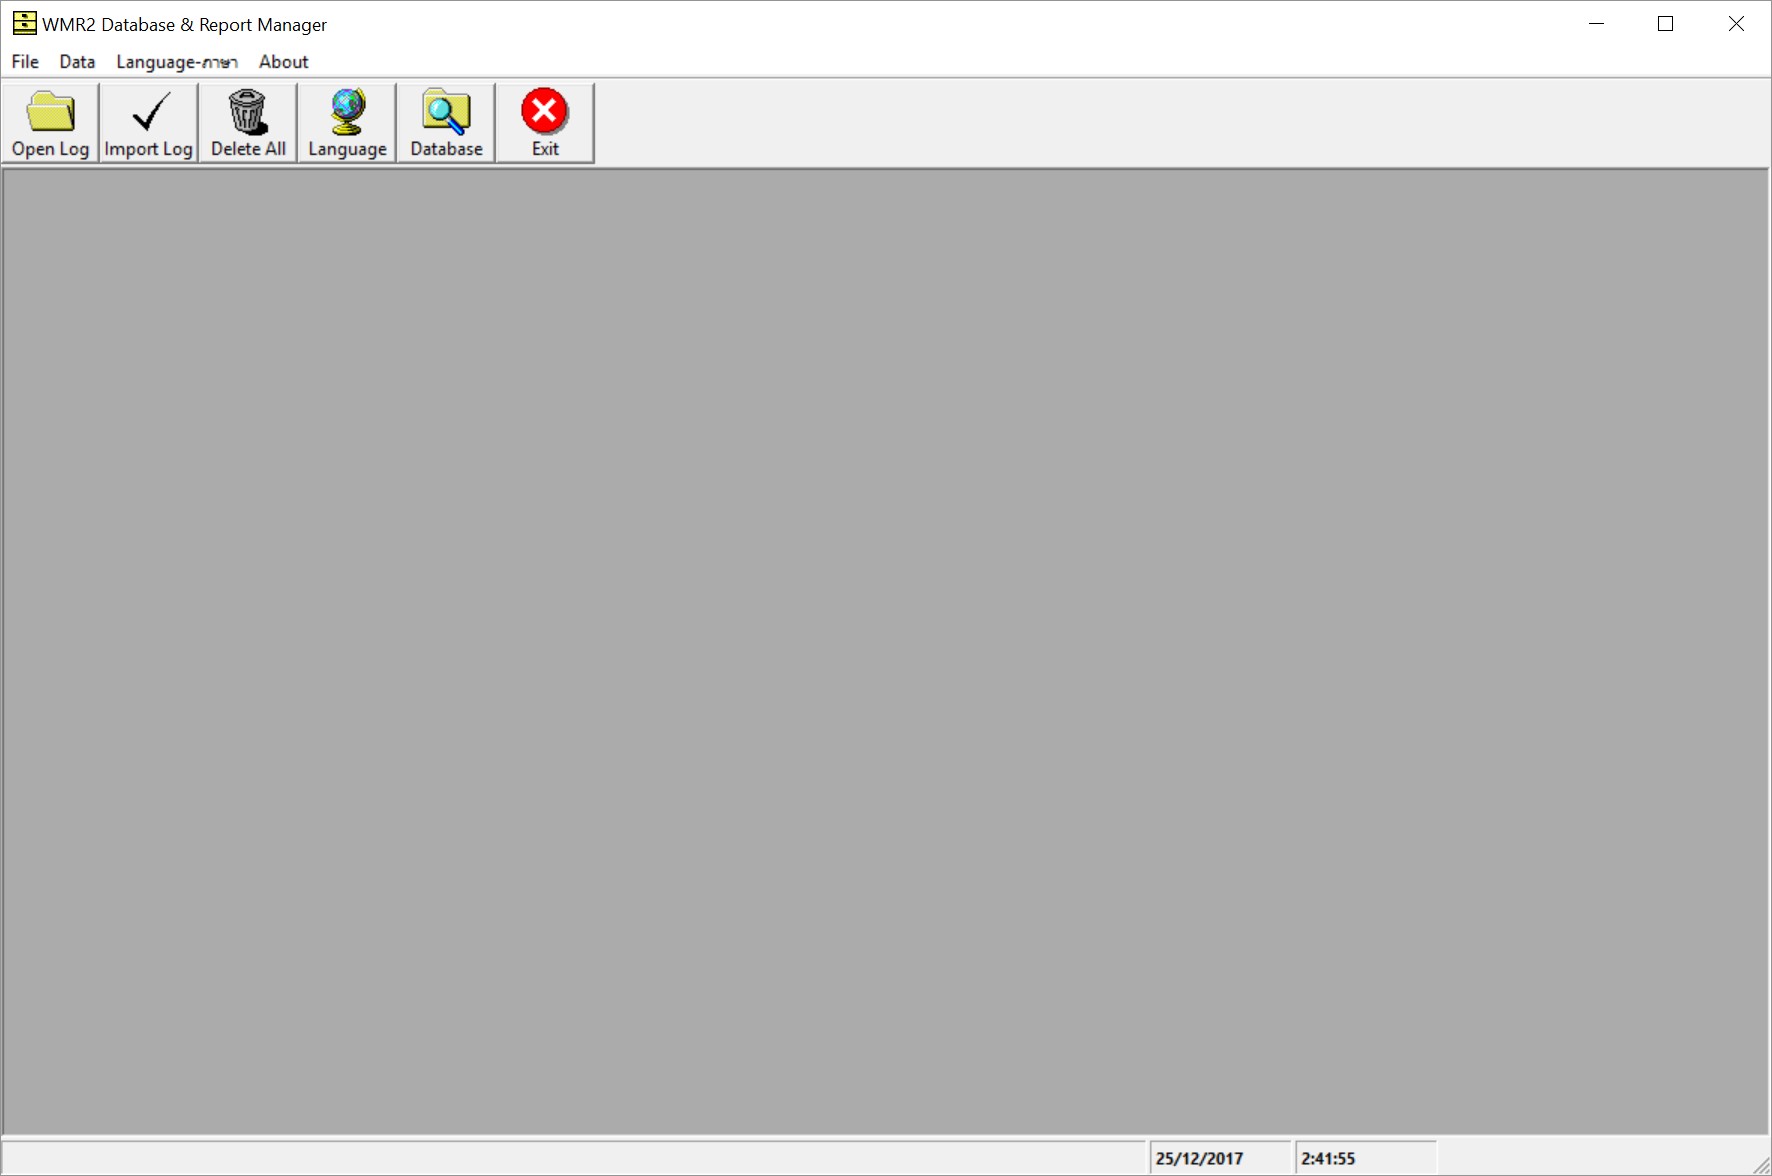 WMR2 Database & Report Manager
File Data Language-ภาษา About
Open Log Import Log Delete All Language Database Exit
25/12/2017 2:41:55